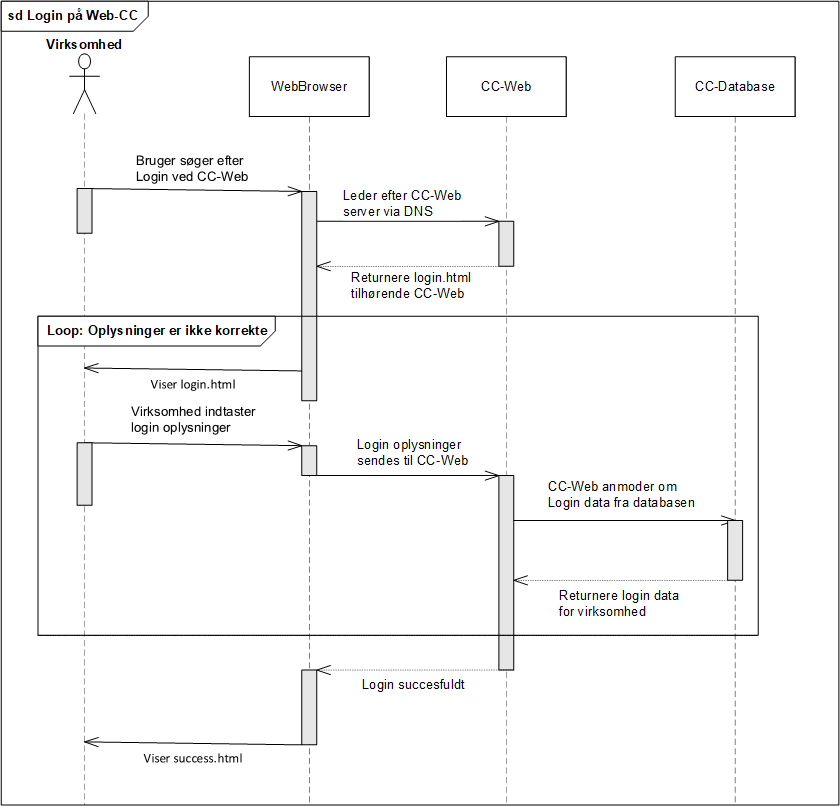 sd Login på Web-CC
Virksomhed
WebBrowser
CC-Web
CC-Database
Bruger søger efter
Login ved CC-Web
Leder efter CC-Web
server via DNS
Returnere login.html
tilhørende CC-Web
Loop: Oplysninger er ikke korrekte
Viser login.html
Virksomhed indtaster
login oplysninger
Login oplysninger
sendes til CC-Web
CC-Web anmoder om
Login data fra databasen
Returnere login data
for virksomhed
Login succesfuldt
Viser success.html